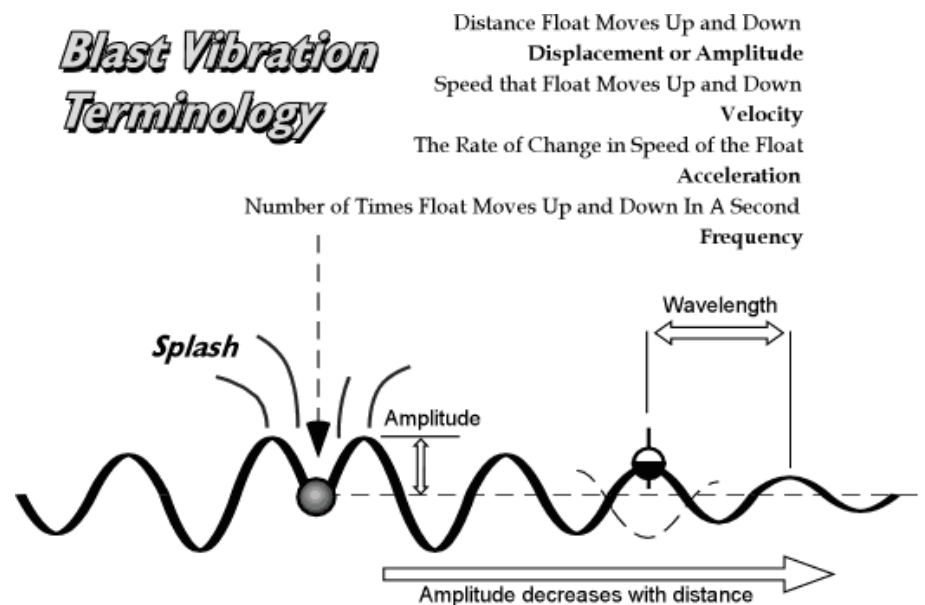 Blast Vibration
Terminology
Distance Float Moves Up and Down
Displacement or Amplitude
Speed that Float Moves Up and Down
Velocity
The Rate of Change in Speed of the Float
Acceleration
Number of Times Float Moves Up and Down In A Second
Frequency
Wavelength
Splash
Amplitude
Amplitude decreases with distance